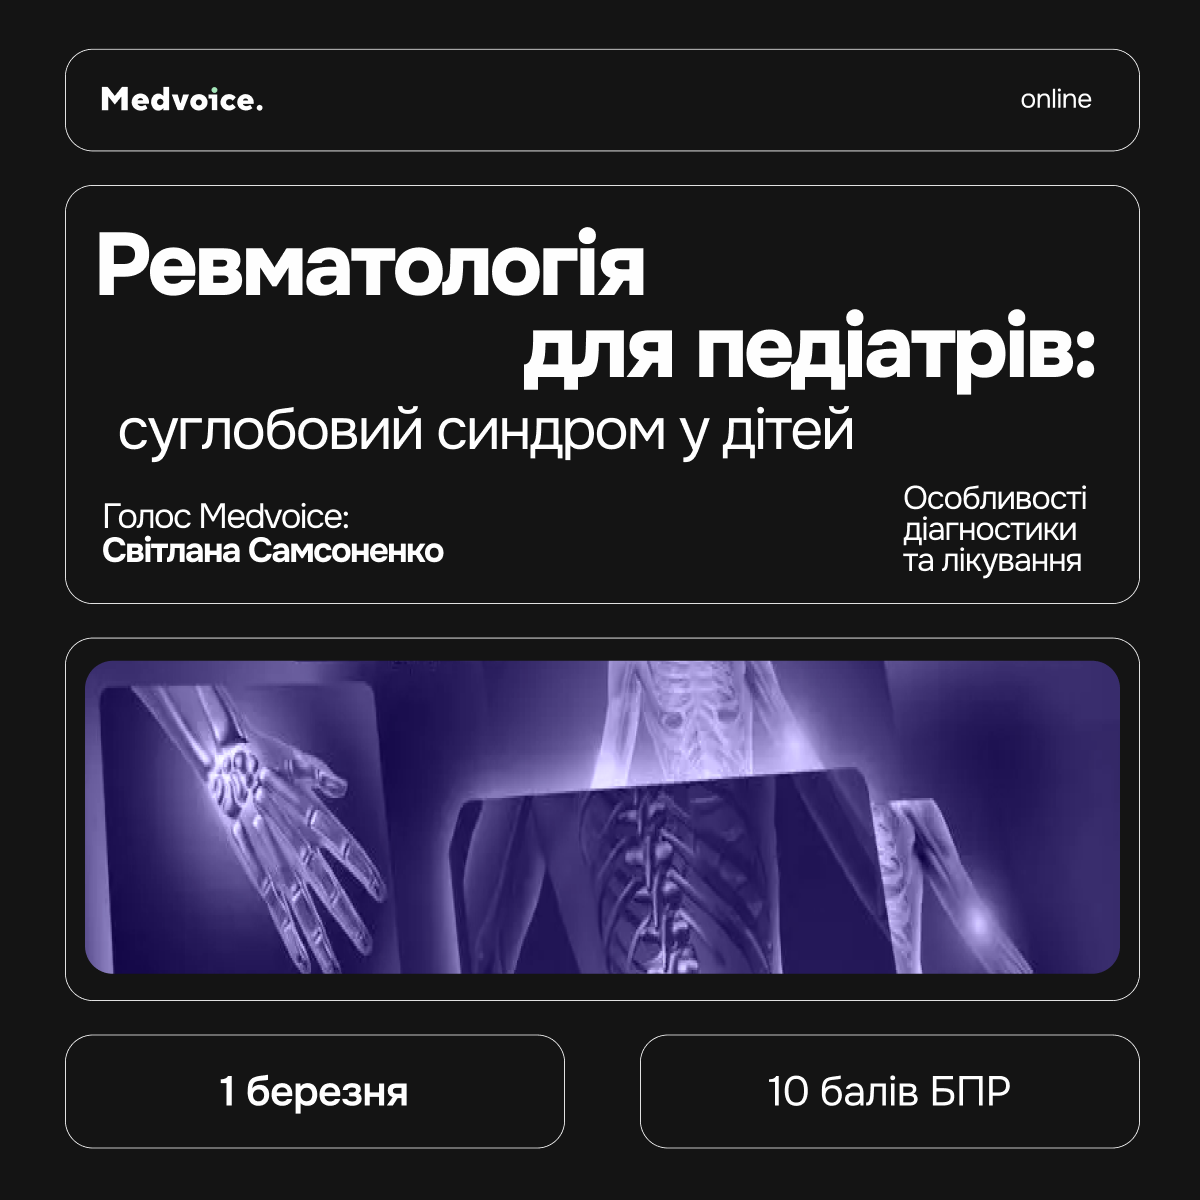 Medvoice.
online
Ревматологія
для педіатрів:
суглобовий синдром у дітей
Голос Medvoice:
Світлана Самсоненко
Особливості
діагностики
та лікування
1 березня
10 балів БПР